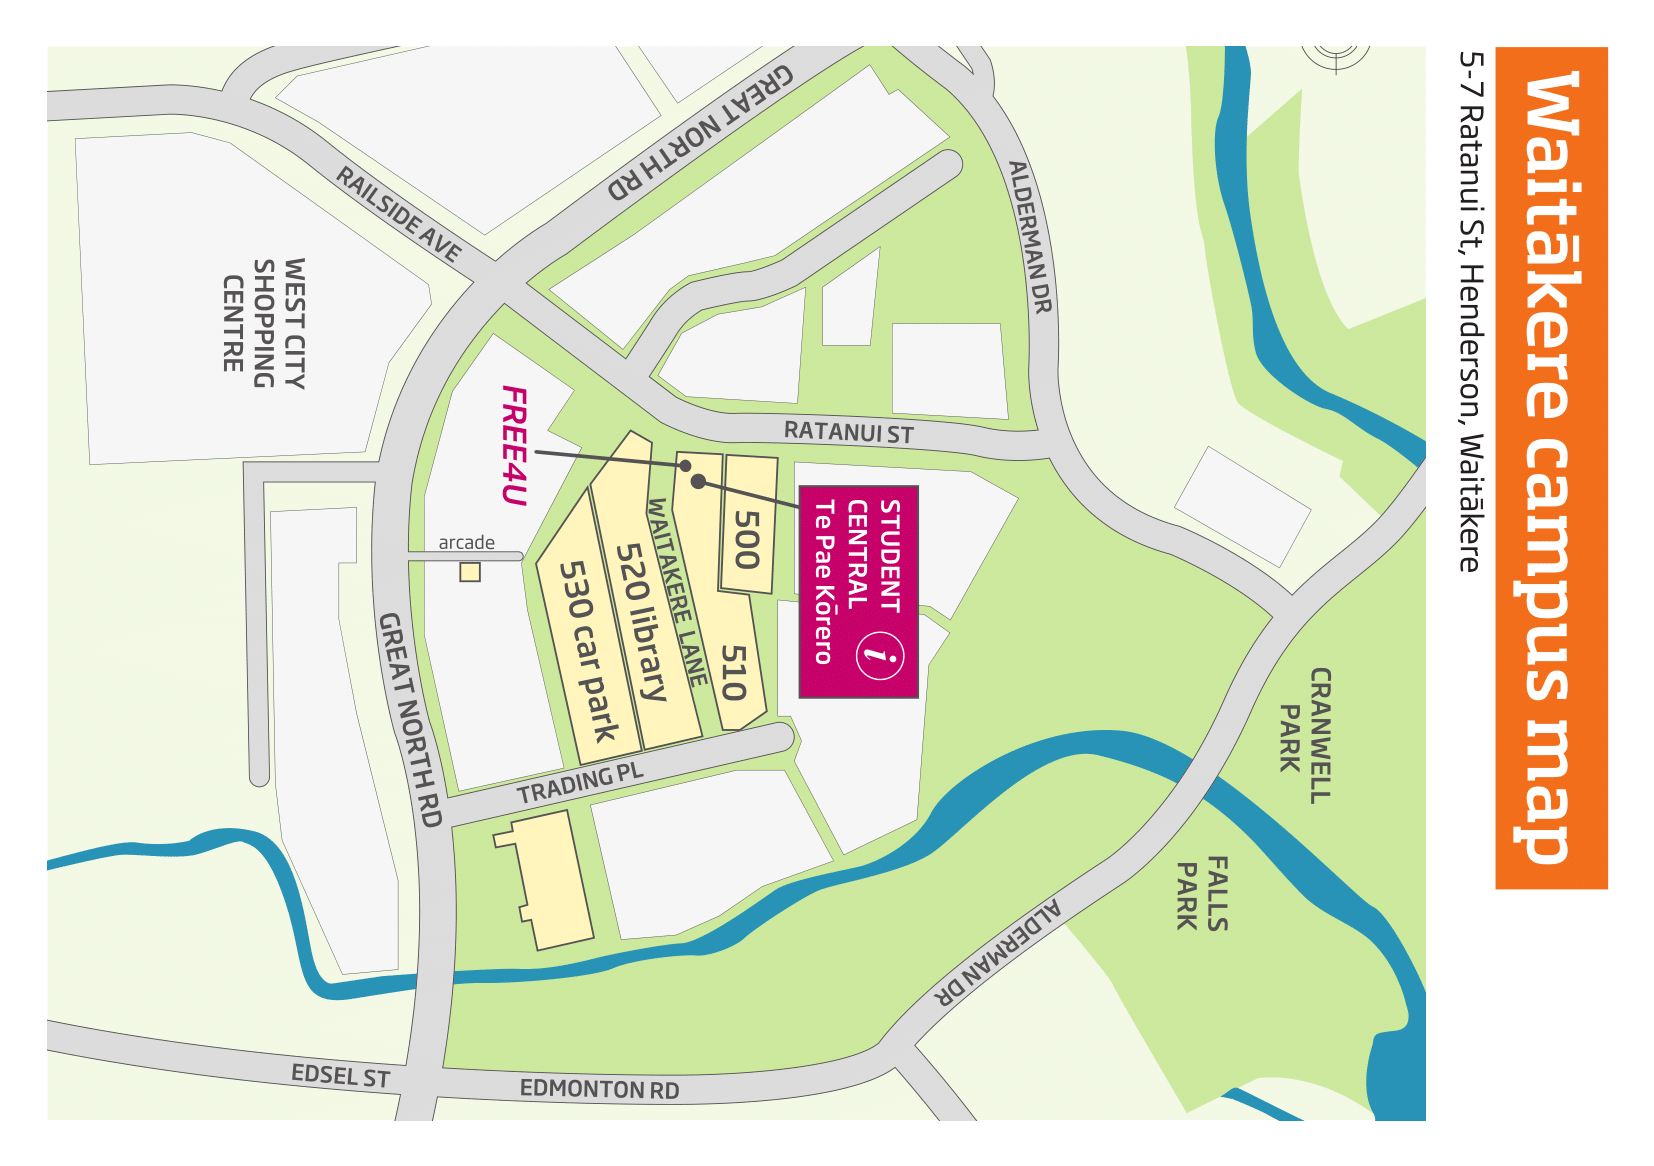 Waitākere campus map
5-7 Ratanui St, Henderson, Waitākere
GREAT NORTH RD
RAILSIDE AVE
ALDERMAN DR
WEST CITY
SHOPPING
CENTRE
RATANUI ST
FREE4U
STUDENT
CENTRAL
Te Pae Kōrero
i
500
510
WAITAKERE LANE
520 library
530 car park
arcade
GREAT NORTH RD
TRADING PL
CRANWELL
PARK
FALLS
PARK
ALDERMAN DR
EDSEL ST
EDMONTON RD